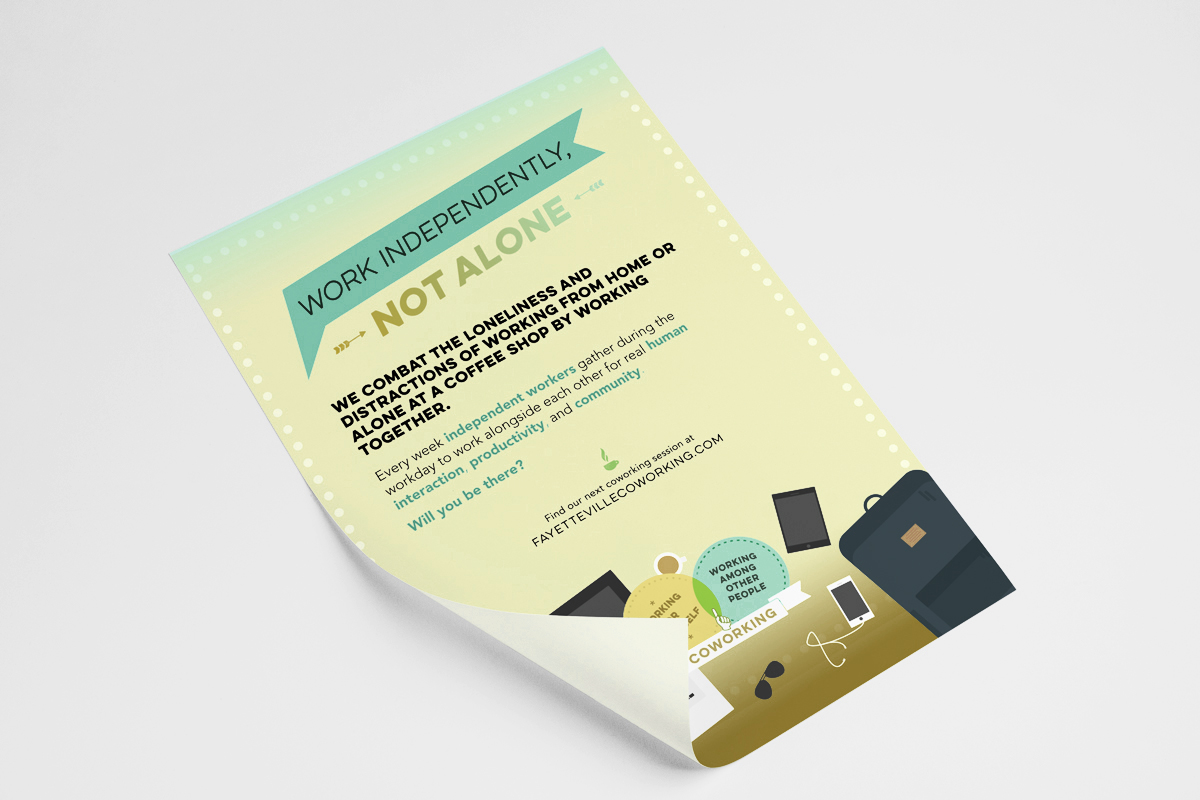 WORK INDEPENDENTLY,
NOT ALONE
WE COMBAT THE LONELINESS AND
DISTRACTIONS OF WORKING FROM HOME OR
ALONE AT A COFFEE SHOP BY WORKING
TOGETHER.
Every week independent workers gather during the
workday to work alongside each other for real human
interaction, productivity, and community.
Will you be there?
Find our next coworking session at
FAYETTEVILLECOWORKING.COM
WORKING
AMONG
OTHER
PEOPLE
COWORKING